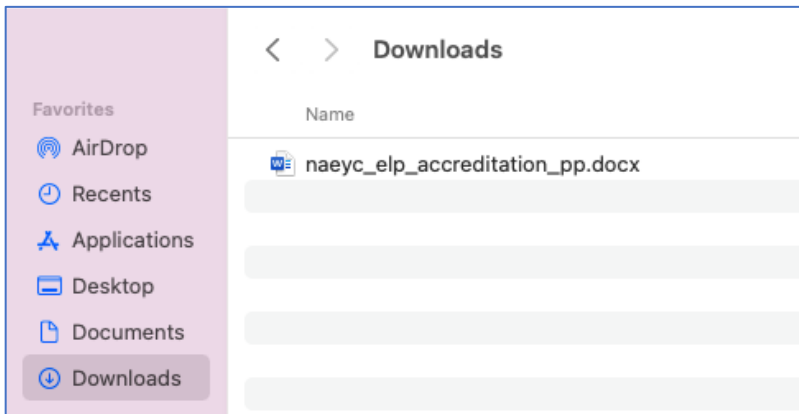 Downloads
Favorites
Name
AirDrop
naeyc_elp_accreditation_pp.docx
Recents
Applications
Desktop
Documents
Downloads